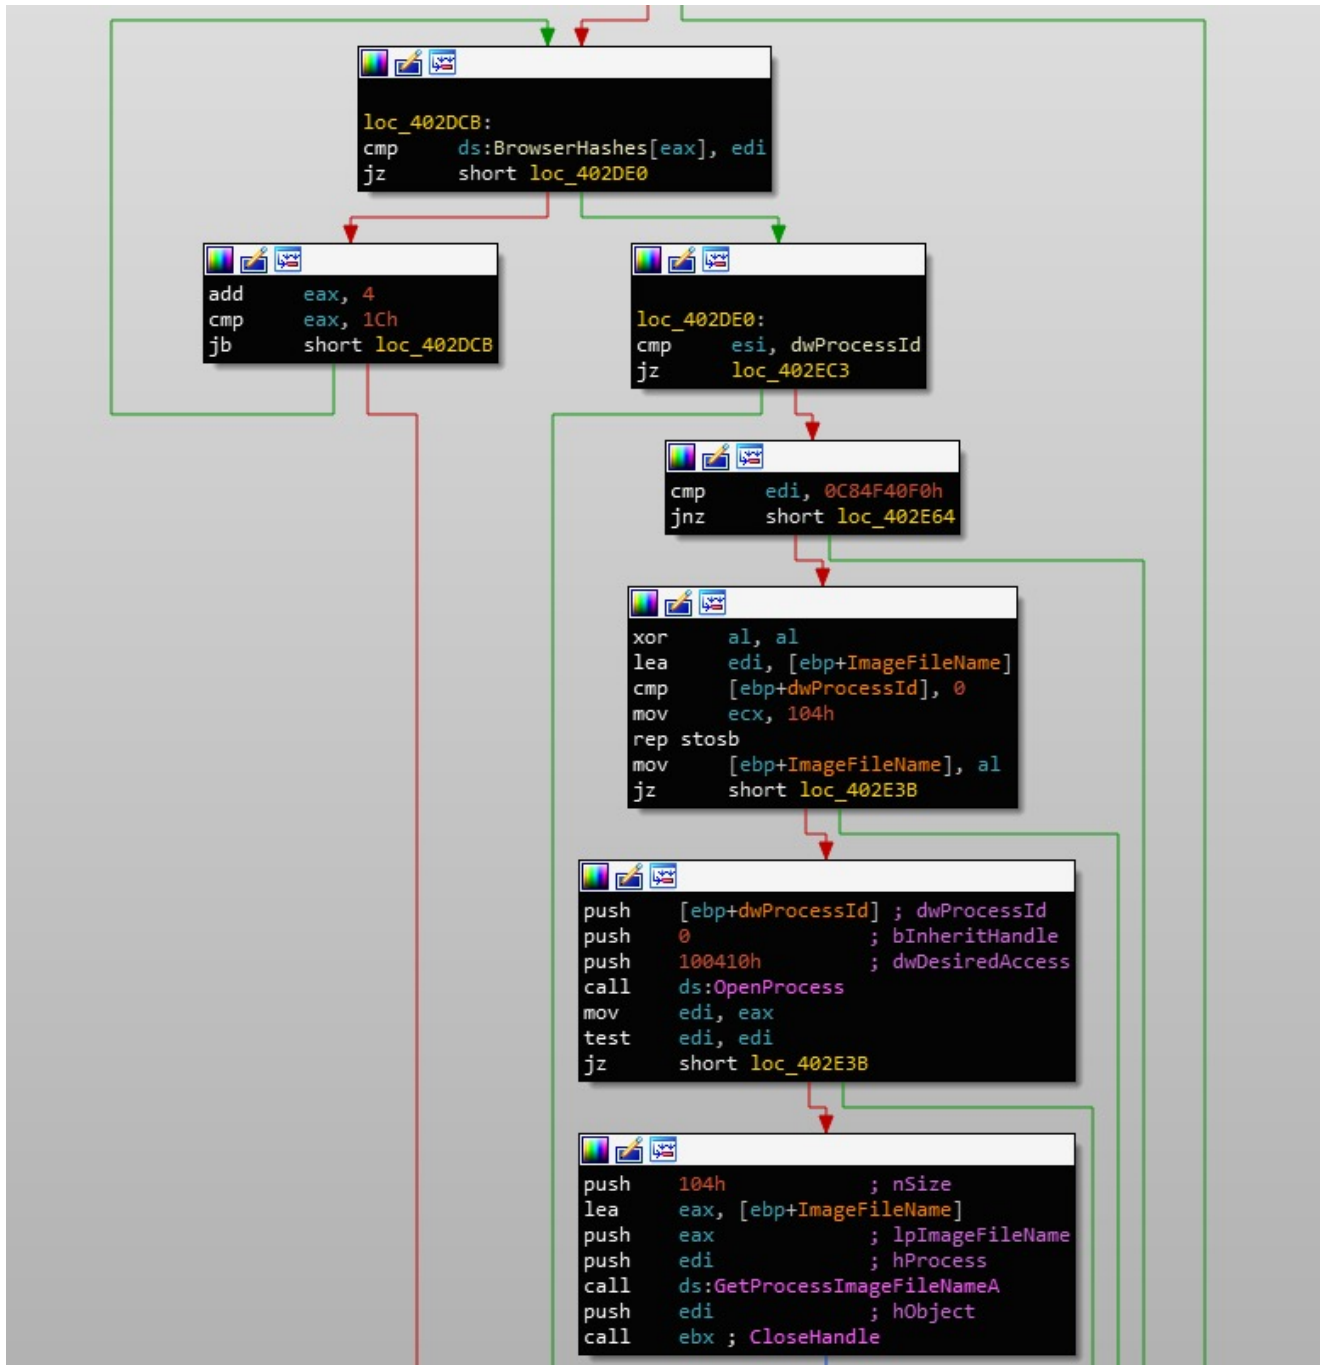 loc_402DCB:
cmp ds:BrowserHashes[eax], edi
jz short loc_402DE0
add eax, 4
cmp eax, 1Ch
jb short loc_402DCB
loc_402DE0:
cmp esi, dwProcessId
jz loc_402EC3
cmp edi, 0C84F40F0h
jnz short loc_402E64
xor al, al
lea edi, [ebp+ImageFileName]
cmp [ebp+dwProcessId], 0
mov ecx, 104h
rep stosb
mov [ebp+ImageFileName], al
jz short loc_402E3B
push [ebp+dwProcessId] ; dwProcessId
push 0 ; bInheritHandle
push 100410h ; dwDesiredAccess
call ds:OpenProcess
mov edi, eax
test edi, edi
jz short loc_402E3B
push 104h ; nSize
lea eax, [ebp+ImageFileName]
push eax ; lpImageFileName
push edi ; hProcess
call ds:GetProcessImageFileNameA
push edi ; hObject
call ebx ; CloseHandle